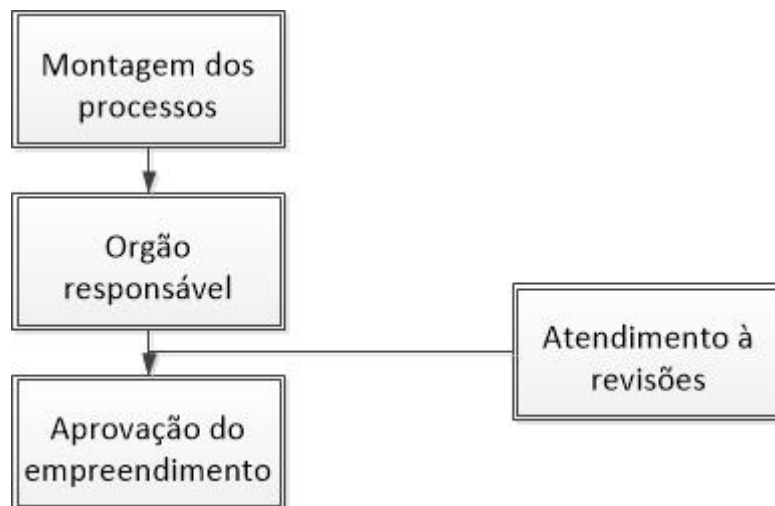 Montagem dos
processos
Orgão
responsável
Atendimento à
revisões
Aprovação do
empreendimento